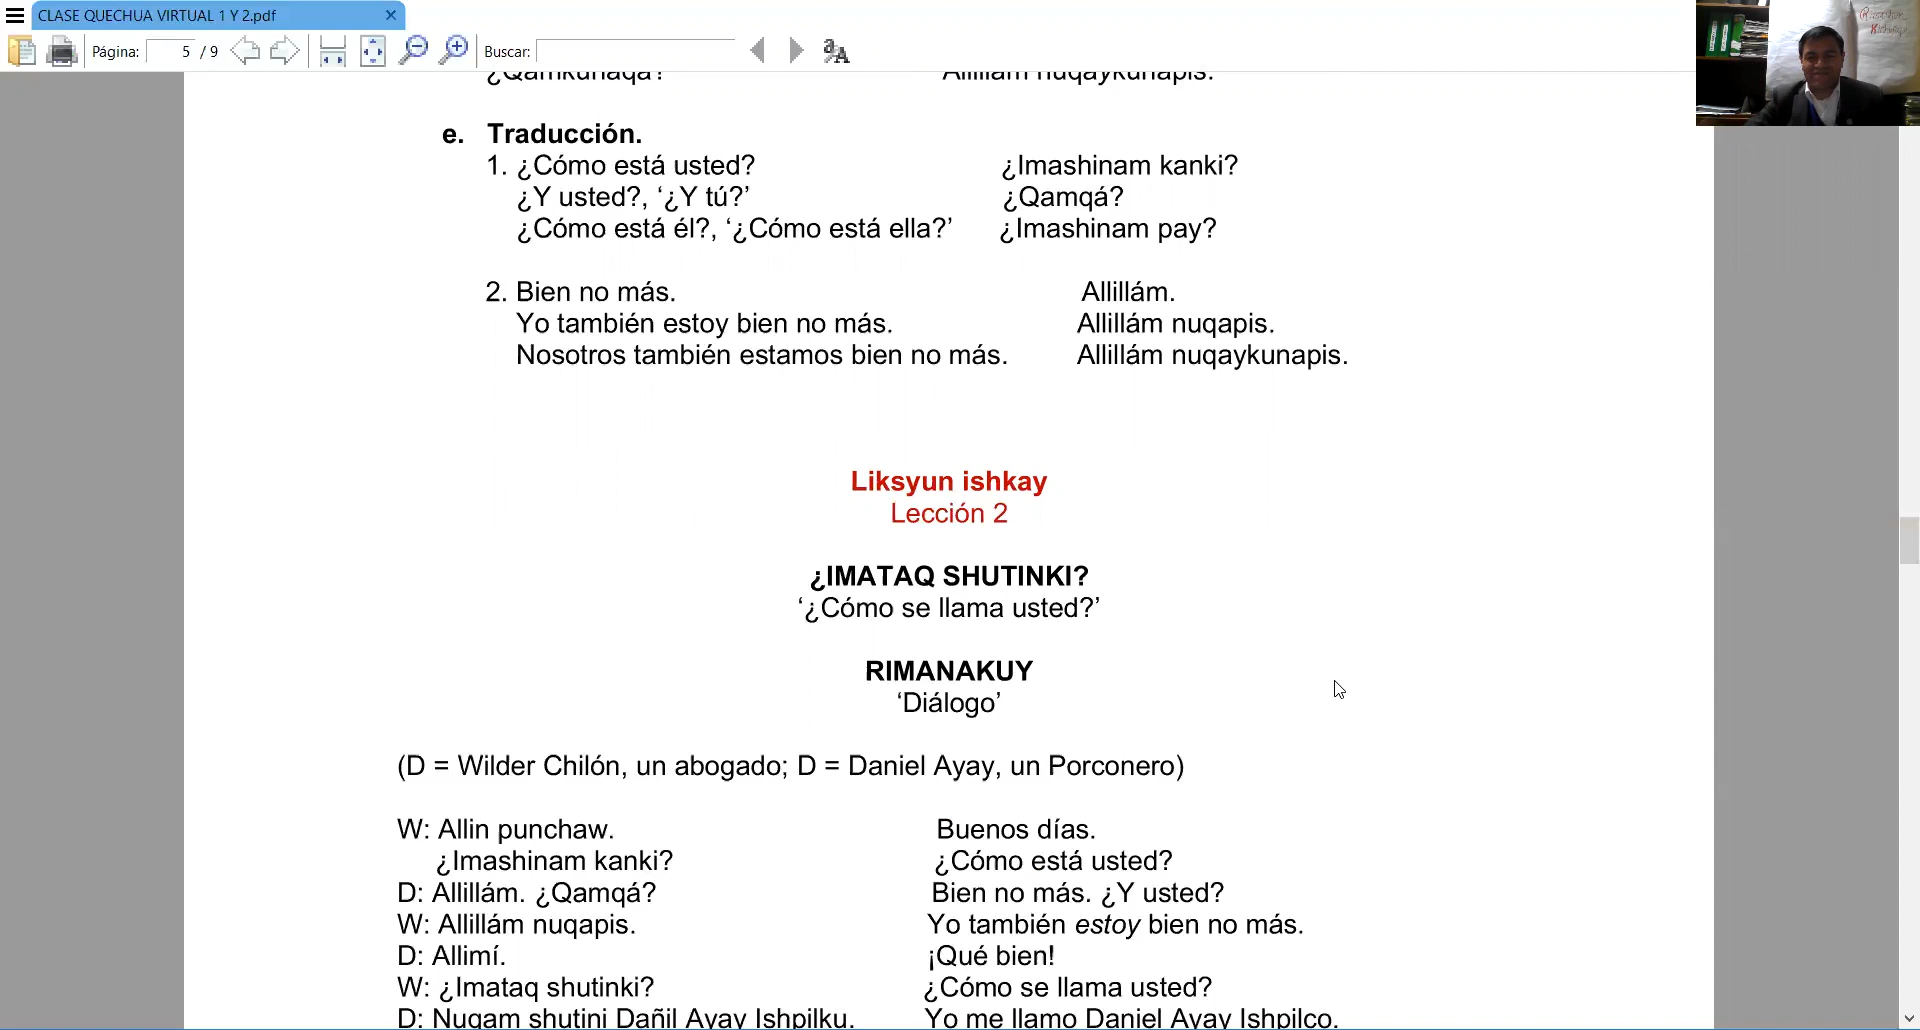 CLASE QUECHUA VIRTUAL 1 Y 2.pdf
Página: 5 / 9 Buscar:
¿Qamkunaqa? Allillám nuqaykunapis.
e. Traducción.
1. ¿Cómo está usted? ¿Imashinam kanki?
¿Y usted?, ‘¿Y tú?’ ¿Qamqá?
¿Cómo está él?, ‘¿Cómo está ella?’ ¿Imashinam pay?
2. Bien no más. Allillám.
Yo también estoy bien no más. Allillám nuqapis.
Nosotros también estamos bien no más. Allillám nuqaykunapis.
Liksyun ishkay
Lección 2
¿IMATAQ SHUTINKI?
‘¿Cómo se llama usted?’
RIMANAKUY
‘Diálogo’
(D = Wilder Chilón, un abogado; D = Daniel Ayay, un Porconero)
W: Allin punchaw. Buenos días.
¿Imashinam kanki? ¿Cómo está usted?
D: Allillám. ¿Qamqá? Bien no más. ¿Y usted?
W: Allillám nuqapis. Yo también estoy bien no más.
D: Allimí. ¡Qué bien!
W: ¿Imataq shutinki? ¿Cómo se llama usted?
D: Nuqam shutini Dañil Ayay Ishpilku. Yo me llamo Daniel Ayay Ishpilco.